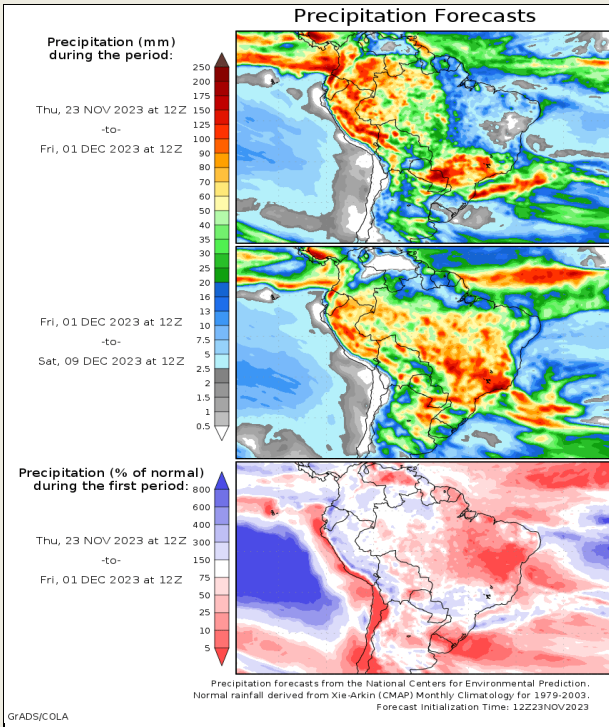 Precipitation Forecasts
Precipitation (mm)
during the period:
Thu, 23 NOV 2023 at 12Z
-to-
Fri, 01 DEC 2023 at 12Z
250
200
175
150
125
100
90
80
70
60
50
40
35
30
25
20
16
13
10
7.5
5
2.5
2
1.5
1
0.5
Fri, 01 DEC 2023 at 12Z
-to-
Sat, 09 DEC 2023 at 12Z
Precipitation (% of normal)
during the first period:
Thu, 23 NOV 2023 at 12Z
-to-
Fri, 01 DEC 2023 at 12Z
800
600
400
300
150
75
50
25
10
5
Precipitation forecasts from the National Centers for Environmental Prediction.
Normal rainfall derived from Xie-Arkin (CMAP) Monthly Climatology for 1979-2003.
Forecast Initialization Time: 12Z23NOV2023
GrADS/COLA